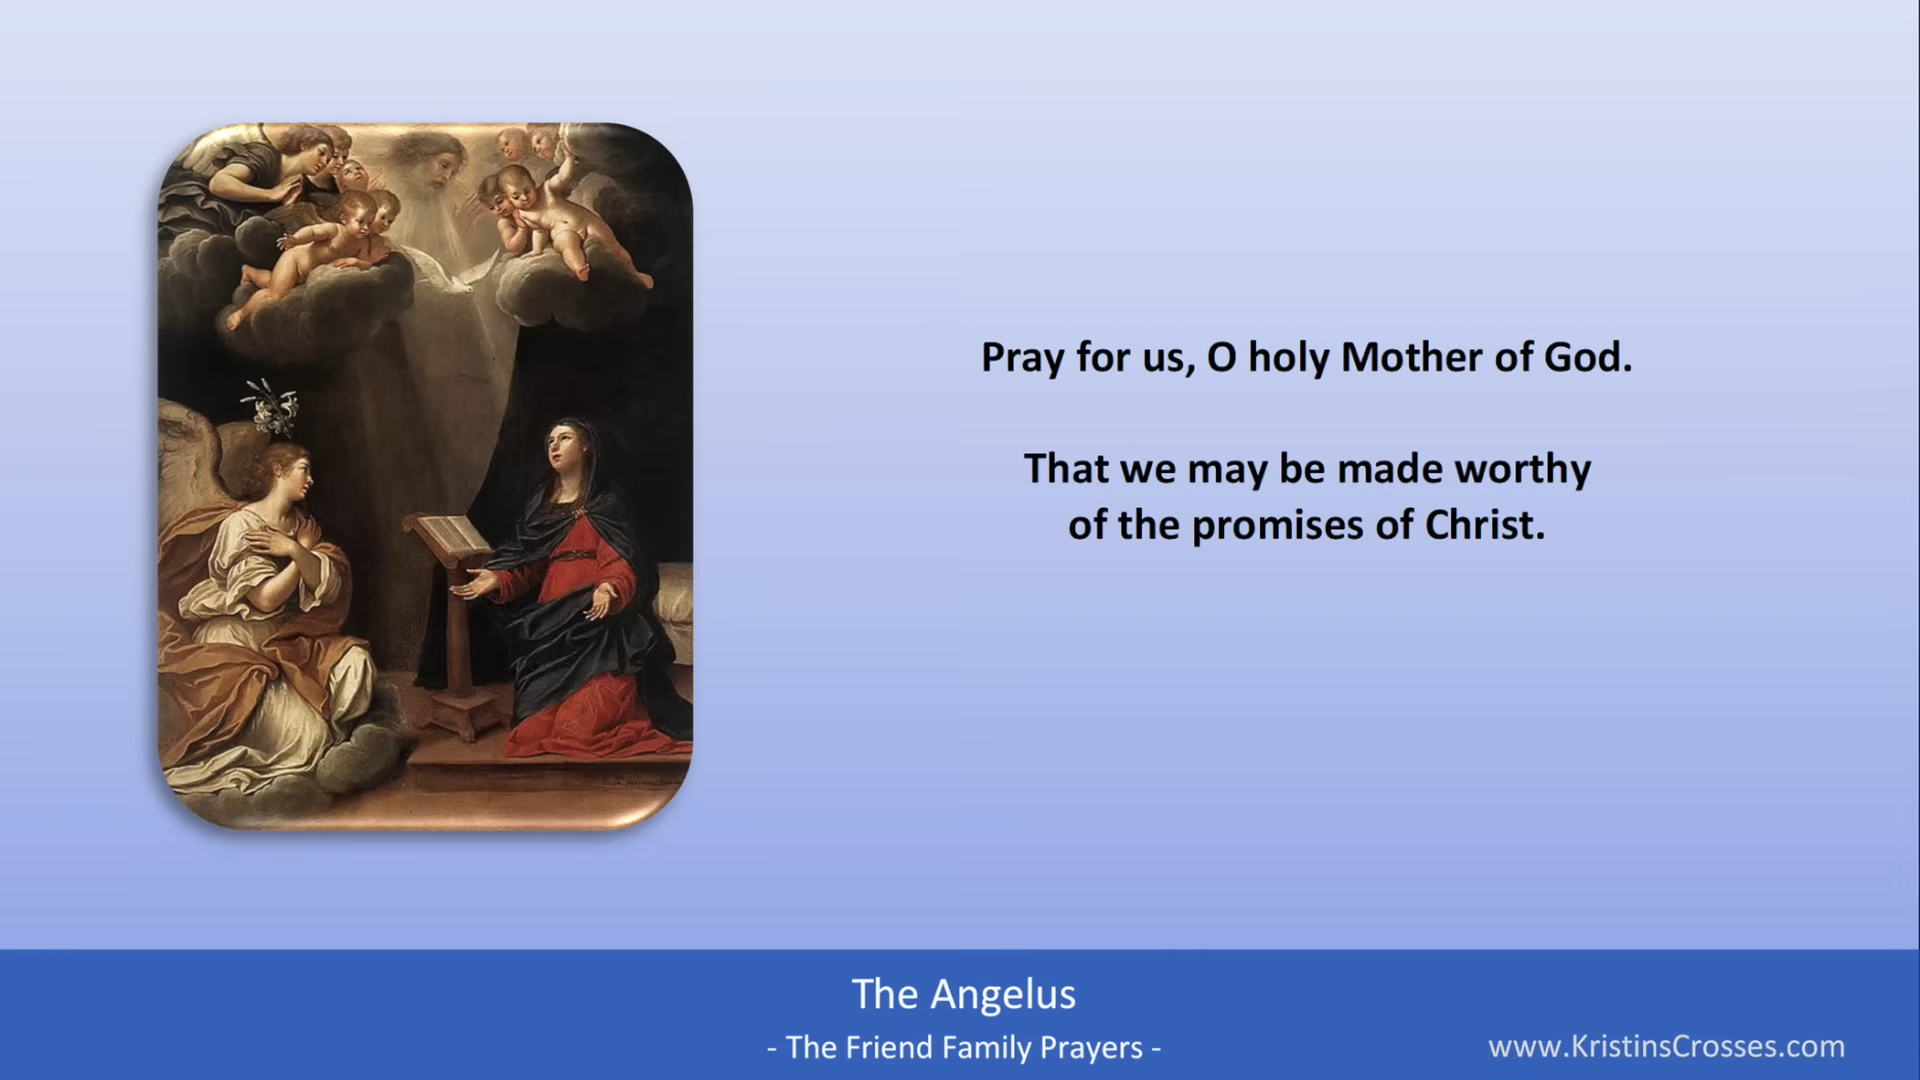 Pray for us, O holy Mother of God.
That we may be made worthy
of the promises of Christ.
The Angelus
- The Friend Family Prayers -
www.KristinsCrosses.com